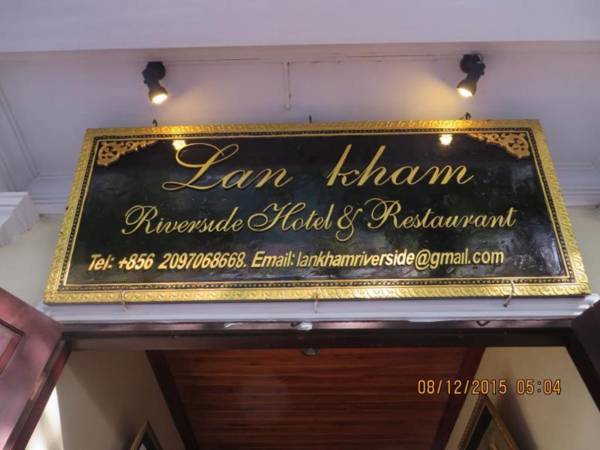 Lan kham
Riverside Hotel & Restaurant
Tel: +856 2097068668. Email: lankhamriverside@gmail.com
08/12/2015 05:04